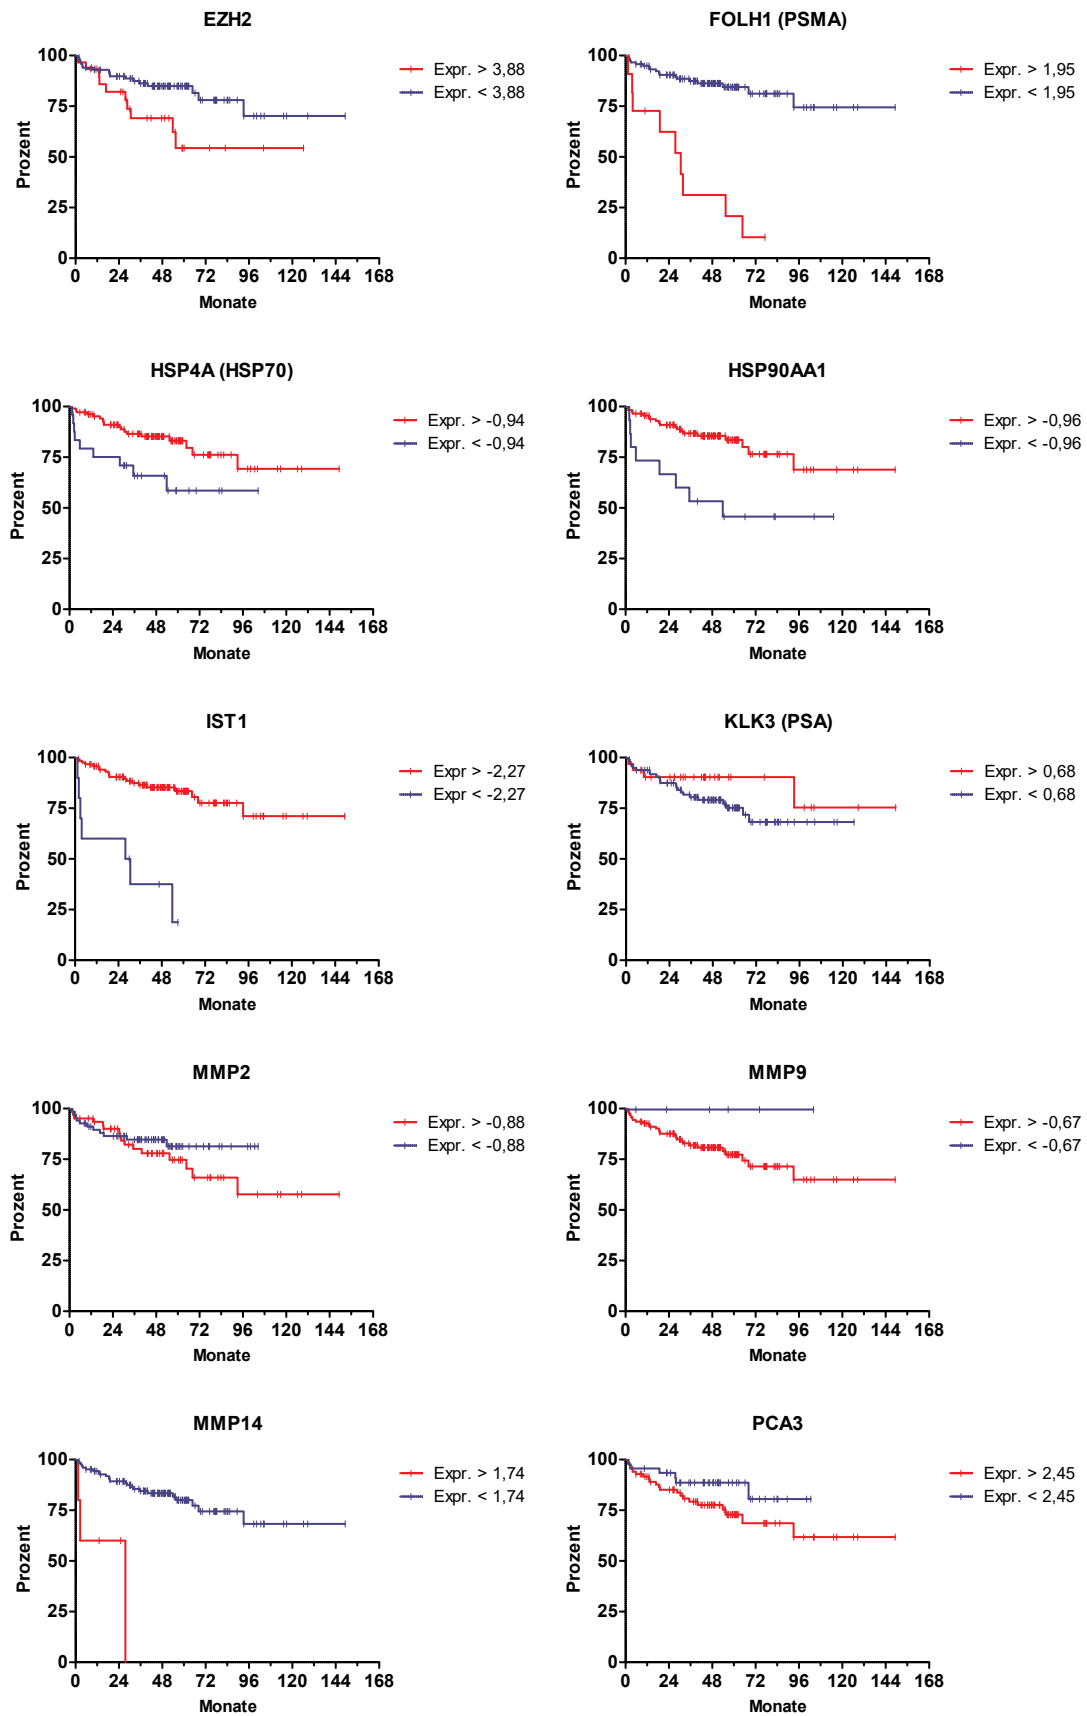 EZH2
100
75
50
25
0
Prozent
0 24 48 72 96 120 144 168
Monate
Expr. > 3,88
Expr. < 3,88
FOLH1 (PSMA)
100
75
50
25
0
Prozent
0 24 48 72 96 120 144 168
Monate
Expr. > 1,95
Expr. < 1,95
HSP4A (HSP70)
100
75
50
25
0
Prozent
0 24 48 72 96 120 144 168
Monate
Expr. > -0,94
Expr. < -0,94
HSP90AA1
100
75
50
25
0
Prozent
0 24 48 72 96 120 144 168
Monate
Expr. > -0,96
Expr. < -0,96
IST1
100
75
50
25
0
Prozent
0 24 48 72 96 120 144 168
Monate
Expr > -2,27
Expr < -2,27
KLK3 (PSA)
100
75
50
25
0
Prozent
0 24 48 72 96 120 144 168
Monate
Expr. > 0,68
Expr. < 0,68
MMP2
100
75
50
25
0
Prozent
0 24 48 72 96 120 144 168
Monate
Expr. > -0,88
Expr. < -0,88
MMP9
100
75
50
25
0
Prozent
0 24 48 72 96 120 144 168
Monate
Expr. > -0,67
Expr. < -0,67
MMP14
100
75
50
25
0
Prozent
0 24 48 72 96 120 144 168
Monate
Expr. > 1,74
Expr. < 1,74
PCA3
100
75
50
25
0
Prozent
0 24 48 72 96 120 144 168
Monate
Expr. > 2,45
Expr. < 2,45